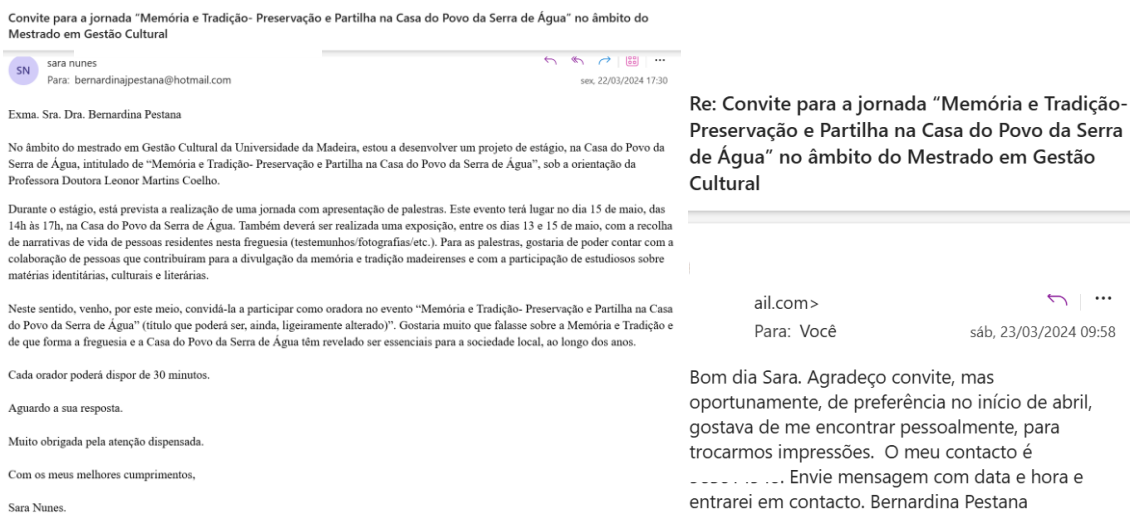 Convite para a jornada “Memória e Tradição- Preservação e Partilha na Casa do Povo da Serra de Água” no âmbito do
Mestrado em Gestão Cultural
SN
sara nunes
Para: bernardinajpestana@hotmail.com
sex, 22/03/2024 17:30
Exma. Sra. Dra. Bernardina Pestana
No âmbito do mestrado em Gestão Cultural da Universidade da Madeira, estou a desenvolver um projeto de estágio, na Casa do Povo da
Serra de Água, intitulado de “Memória e Tradição- Preservação e Partilha na Casa do Povo da Serra de Água”, sob a orientação da
Professora Doutora Leonor Martins Coelho.
Durante o estágio, está prevista a realização de uma jornada com apresentação de palestras. Este evento terá lugar no dia 15 de maio, das
14h às 17h, na Casa do Povo da Serra de Água. Também deverá ser realizada uma exposição, entre os dias 13 e 15 de maio, com a recolha
de narrativas de vida de pessoas residentes nesta freguesia (testemunhos/fotografias/etc.). Para as palestras, gostaria de poder contar com a
colaboração de pessoas que contribuíram para a divulgação da memória e tradição madeirenses e com a participação de estudiosos sobre
matérias identitárias, culturais e literárias.
Neste sentido, venho, por este meio, convidá-la a participar como oradora no evento “Memória e Tradição- Preservação e Partilha na Casa
do Povo da Serra de Água” (título que poderá ser, ainda, ligeiramente alterado)”. Gostaria muito que falasse sobre a Memória e Tradição e
de que forma a freguesia e a Casa do Povo da Serra de Água têm revelado ser essenciais para a sociedade local, ao longo dos anos.
Cada orador poderá dispor de 30 minutos.
Aguardo a sua resposta.
Muito obrigada pela atenção dispensada.
Com os meus melhores cumprimentos,
Sara Nunes.
Re: Convite para a jornada “Memória e Tradição-
Preservação e Partilha na Casa do Povo da Serra
de Água” no âmbito do Mestrado em Gestão
Cultural
ail.com>
Para: Você
sáb, 23/03/2024 09:58
Bom dia Sara. Agradeço convite, mas
oportunamente, de preferência no início de abril,
gostava de me encontrar pessoalmente, para
trocarmos impressões. O meu contacto é
. Envie mensagem com data e hora e
entrarei em contacto. Bernardina Pestana